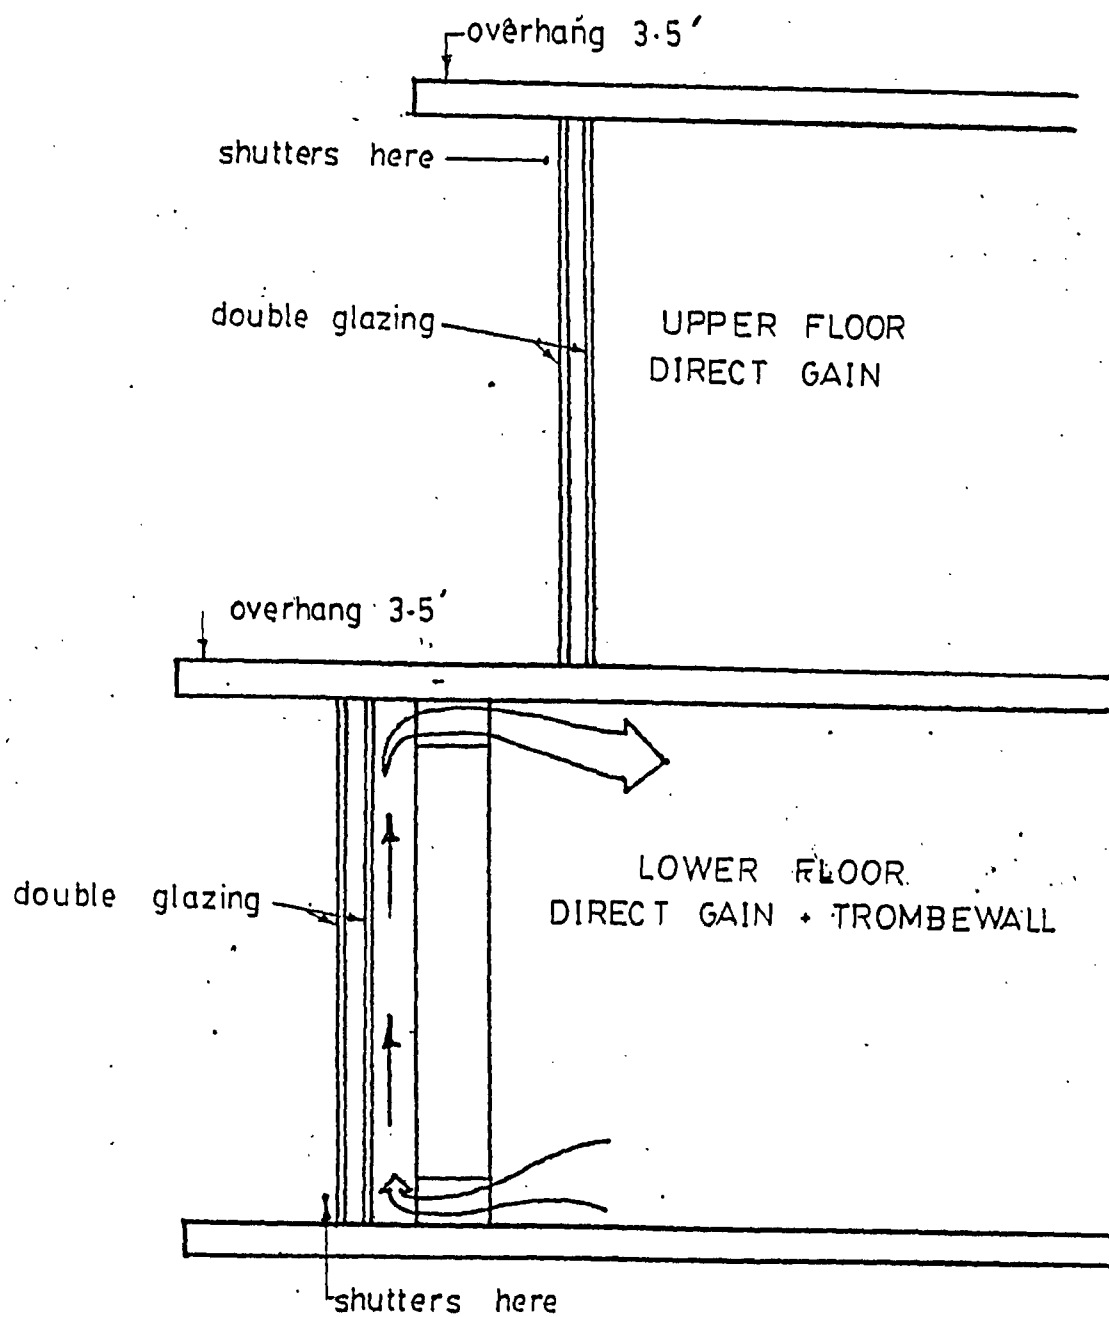 overhang 3.5'
shutters here
double glazing
UPPER FLOOR
DIRECT GAIN
overhang 3.5'
LOWER FLOOR
DIRECT GAIN + TROMBEWALL
double glazing
shutters here